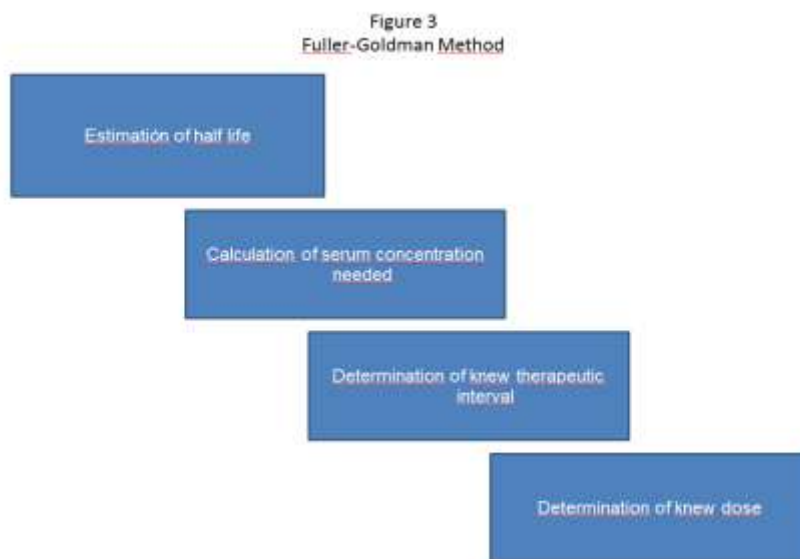 Figure 3
Fuller-Goldman Method
Estimation of half life
Calculation of serum concentration
needed
Determination of knew therapeutic
interval
Determination of knew dose